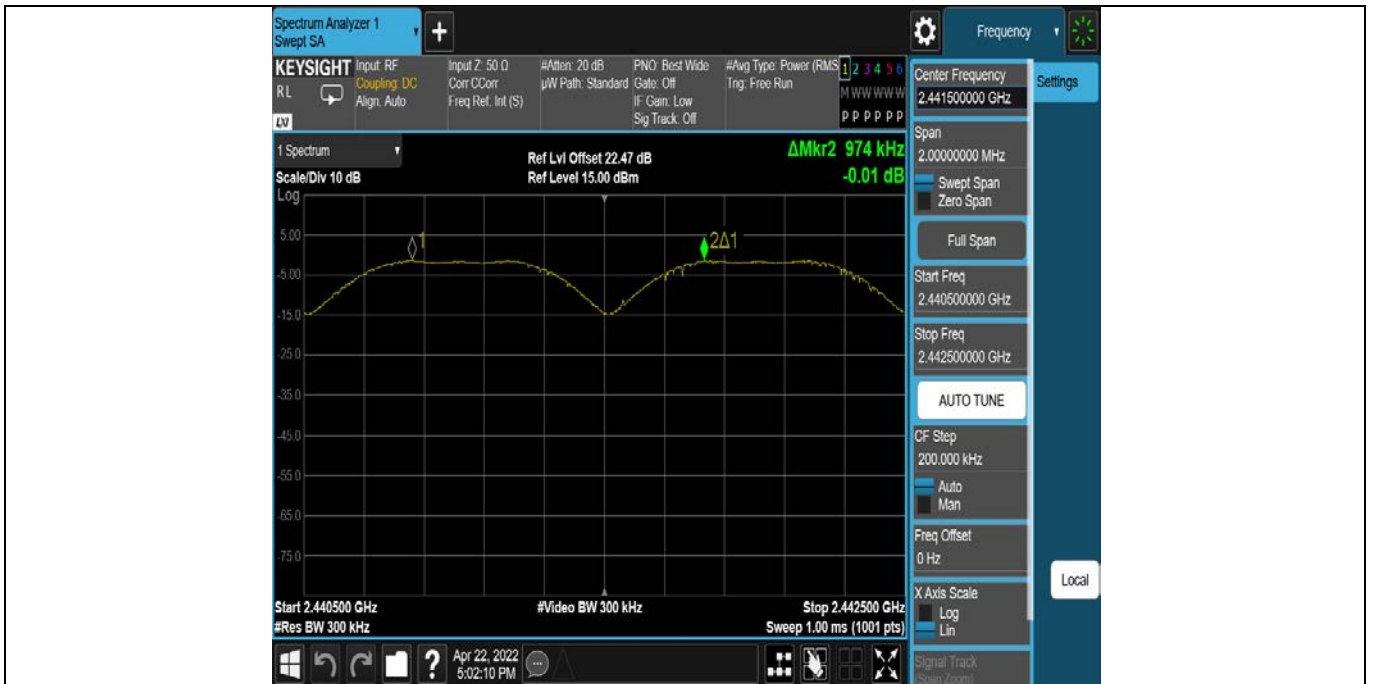 Spectrum Analyzer 1
Swept SA
+
Frequency
KEYSIGHT
RL
LXI
Input: RF
Coupling: DC
Align: Auto
Input Z: 50 Ω
Corr CCorr
Freq Ref: Int (S)
#Atten: 20 dB
µW Path: Standard
PNO: Best Wide
Gate: Off
IF Gain: Low
Sig Track: Off
#Avg Type: Power (RMS
Trig: Free Run
1 2 3 4 5 6
M W W W W W
P P P P P P
1 Spectrum
Scale/Div 10 dB
Log
Ref Lvl Offset 22.47 dB
Ref Level 15.00 dBm
ΔMkr2 974 kHz
-0.01 dB
5.00
-5.00
-15.0
-25.0
-35.0
-45.0
-55.0
-65.0
-75.0
1
2Δ1
Start 2.440500 GHz
#Res BW 300 kHz
#Video BW 300 kHz
Stop 2.442500 GHz
Sweep 1.00 ms (1001 pts)
Center Frequency
2.441500000 GHz
Settings
Span
2.00000000 MHz
Swept Span
Zero Span
Full Span
Start Freq
2.440500000 GHz
Stop Freq
2.442500000 GHz
AUTO TUNE
CF Step
200.000 kHz
Auto
Man
Freq Offset
0 Hz
X Axis Scale
Log
Lin
Local
Signal Track
(Span Zoom)
?
Apr 22, 2022
5:02:10 PM